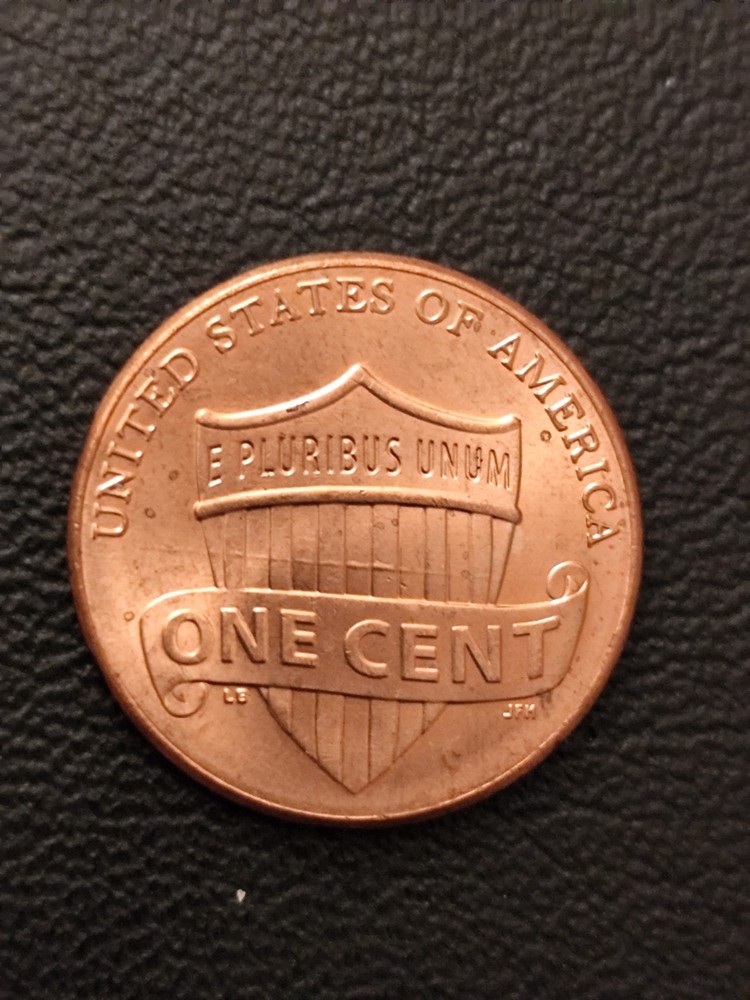 UNITED STATES OF AMERICA
E PLURIBUS UNUM
ONE CENT
LB
JFM